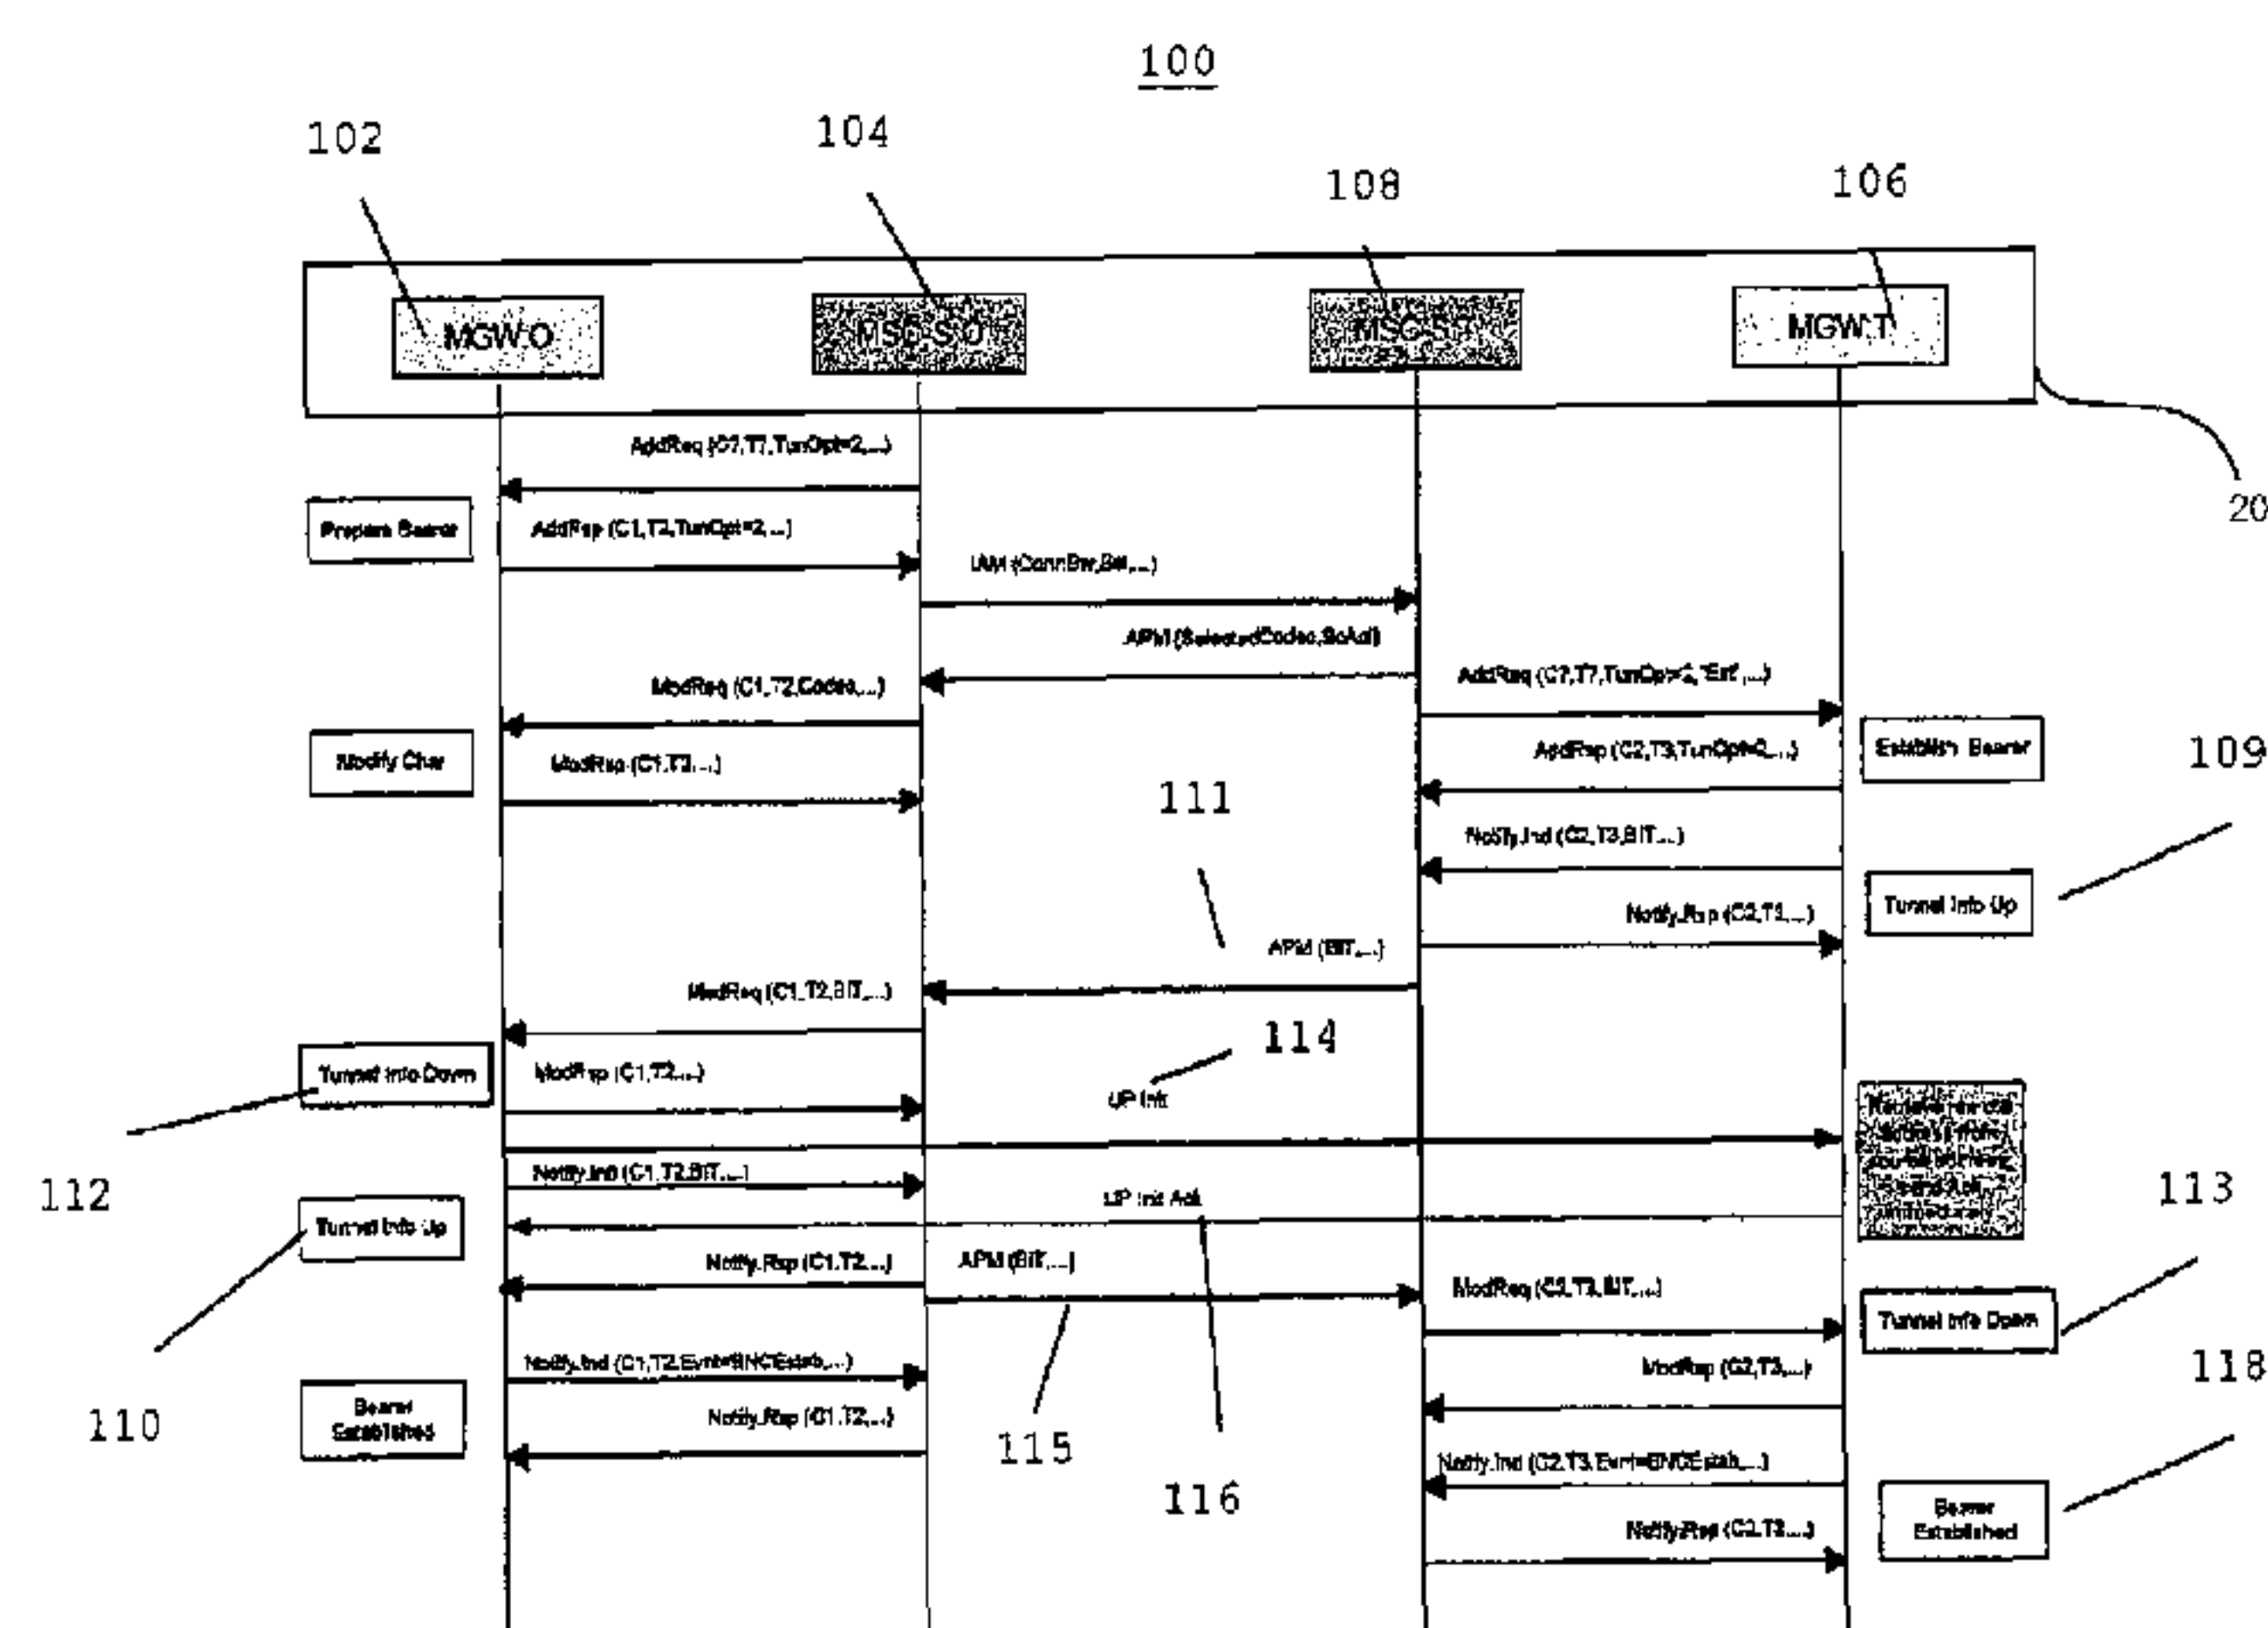 100
102
104
108
106
MGW.O
MSC-S.O
MSC-S.T
MGW.T
20
AddReq (C?,T?,TunOpt=2,...)
Prepare Bearer
AddRsp (C1,T2,TunOpt=2,...)
IAM (
APM (SelectedCodec,
ModReq (C1,T2,Codec,...)
AddReq (C?,T?,TunOpt=2,
Modify Char
ModRsp (C1,T2,...)
Establish Bearer
AddRsp (C2,T3,TunOpt=2,...)
109
111
Notify.Ind (C2,T3,BIT,...)
Tunnel Info Up
Notify.Rsp (C2,T3,...)
APM (BIT,...)
ModReq (C1,T2,BIT,...)
114
Tunnel Info Down
ModRsp (C1,T2,...)
UP Init
112
Notify.Ind (C1,T2,BIT,...)
UP Init Ack
113
Tunnel Info Up
Notify.Rsp (C1,T2,...)
APM (BIT,...)
ModReq (C2,T3,BIT,...)
Tunnel Info Down
Notify.Ind (C1,T2,Evnt=BNCEstab,...)
ModRsp (C2,T3,...)
118
Bearer
Established
Notify.Rsp (C1,T2,...)
110
115
Notify.Ind (C2,T3,Evnt=BNCEstab,...)
116
Bearer
Established
Notify.Rsp (C2,T3,...)